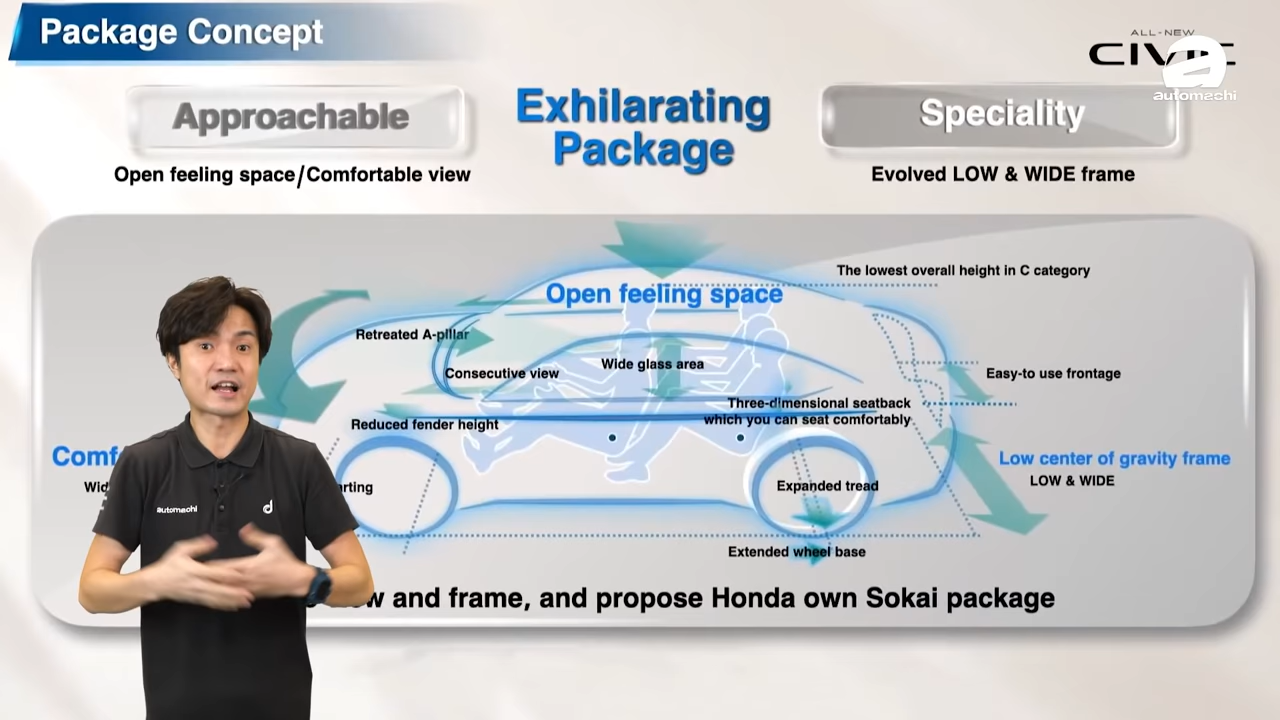 Package Concept
ALL-NEW
CIVIC
automachi
Approachable
Exhilarating
Package
Speciality
Open feeling space/Comfortable view
Evolved LOW & WIDE frame
The lowest overall height in C category
Open feeling space
Retreated A-pillar
Wide glass area
Consecutive view
Easy-to use frontage
Three-dimensional seatback
which you can seat comfortably
Reduced fender height
Low center of gravity frame
LOW & WIDE
Expanded tread
automachi
Extended wheel base
and frame, and propose Honda own Sokai package